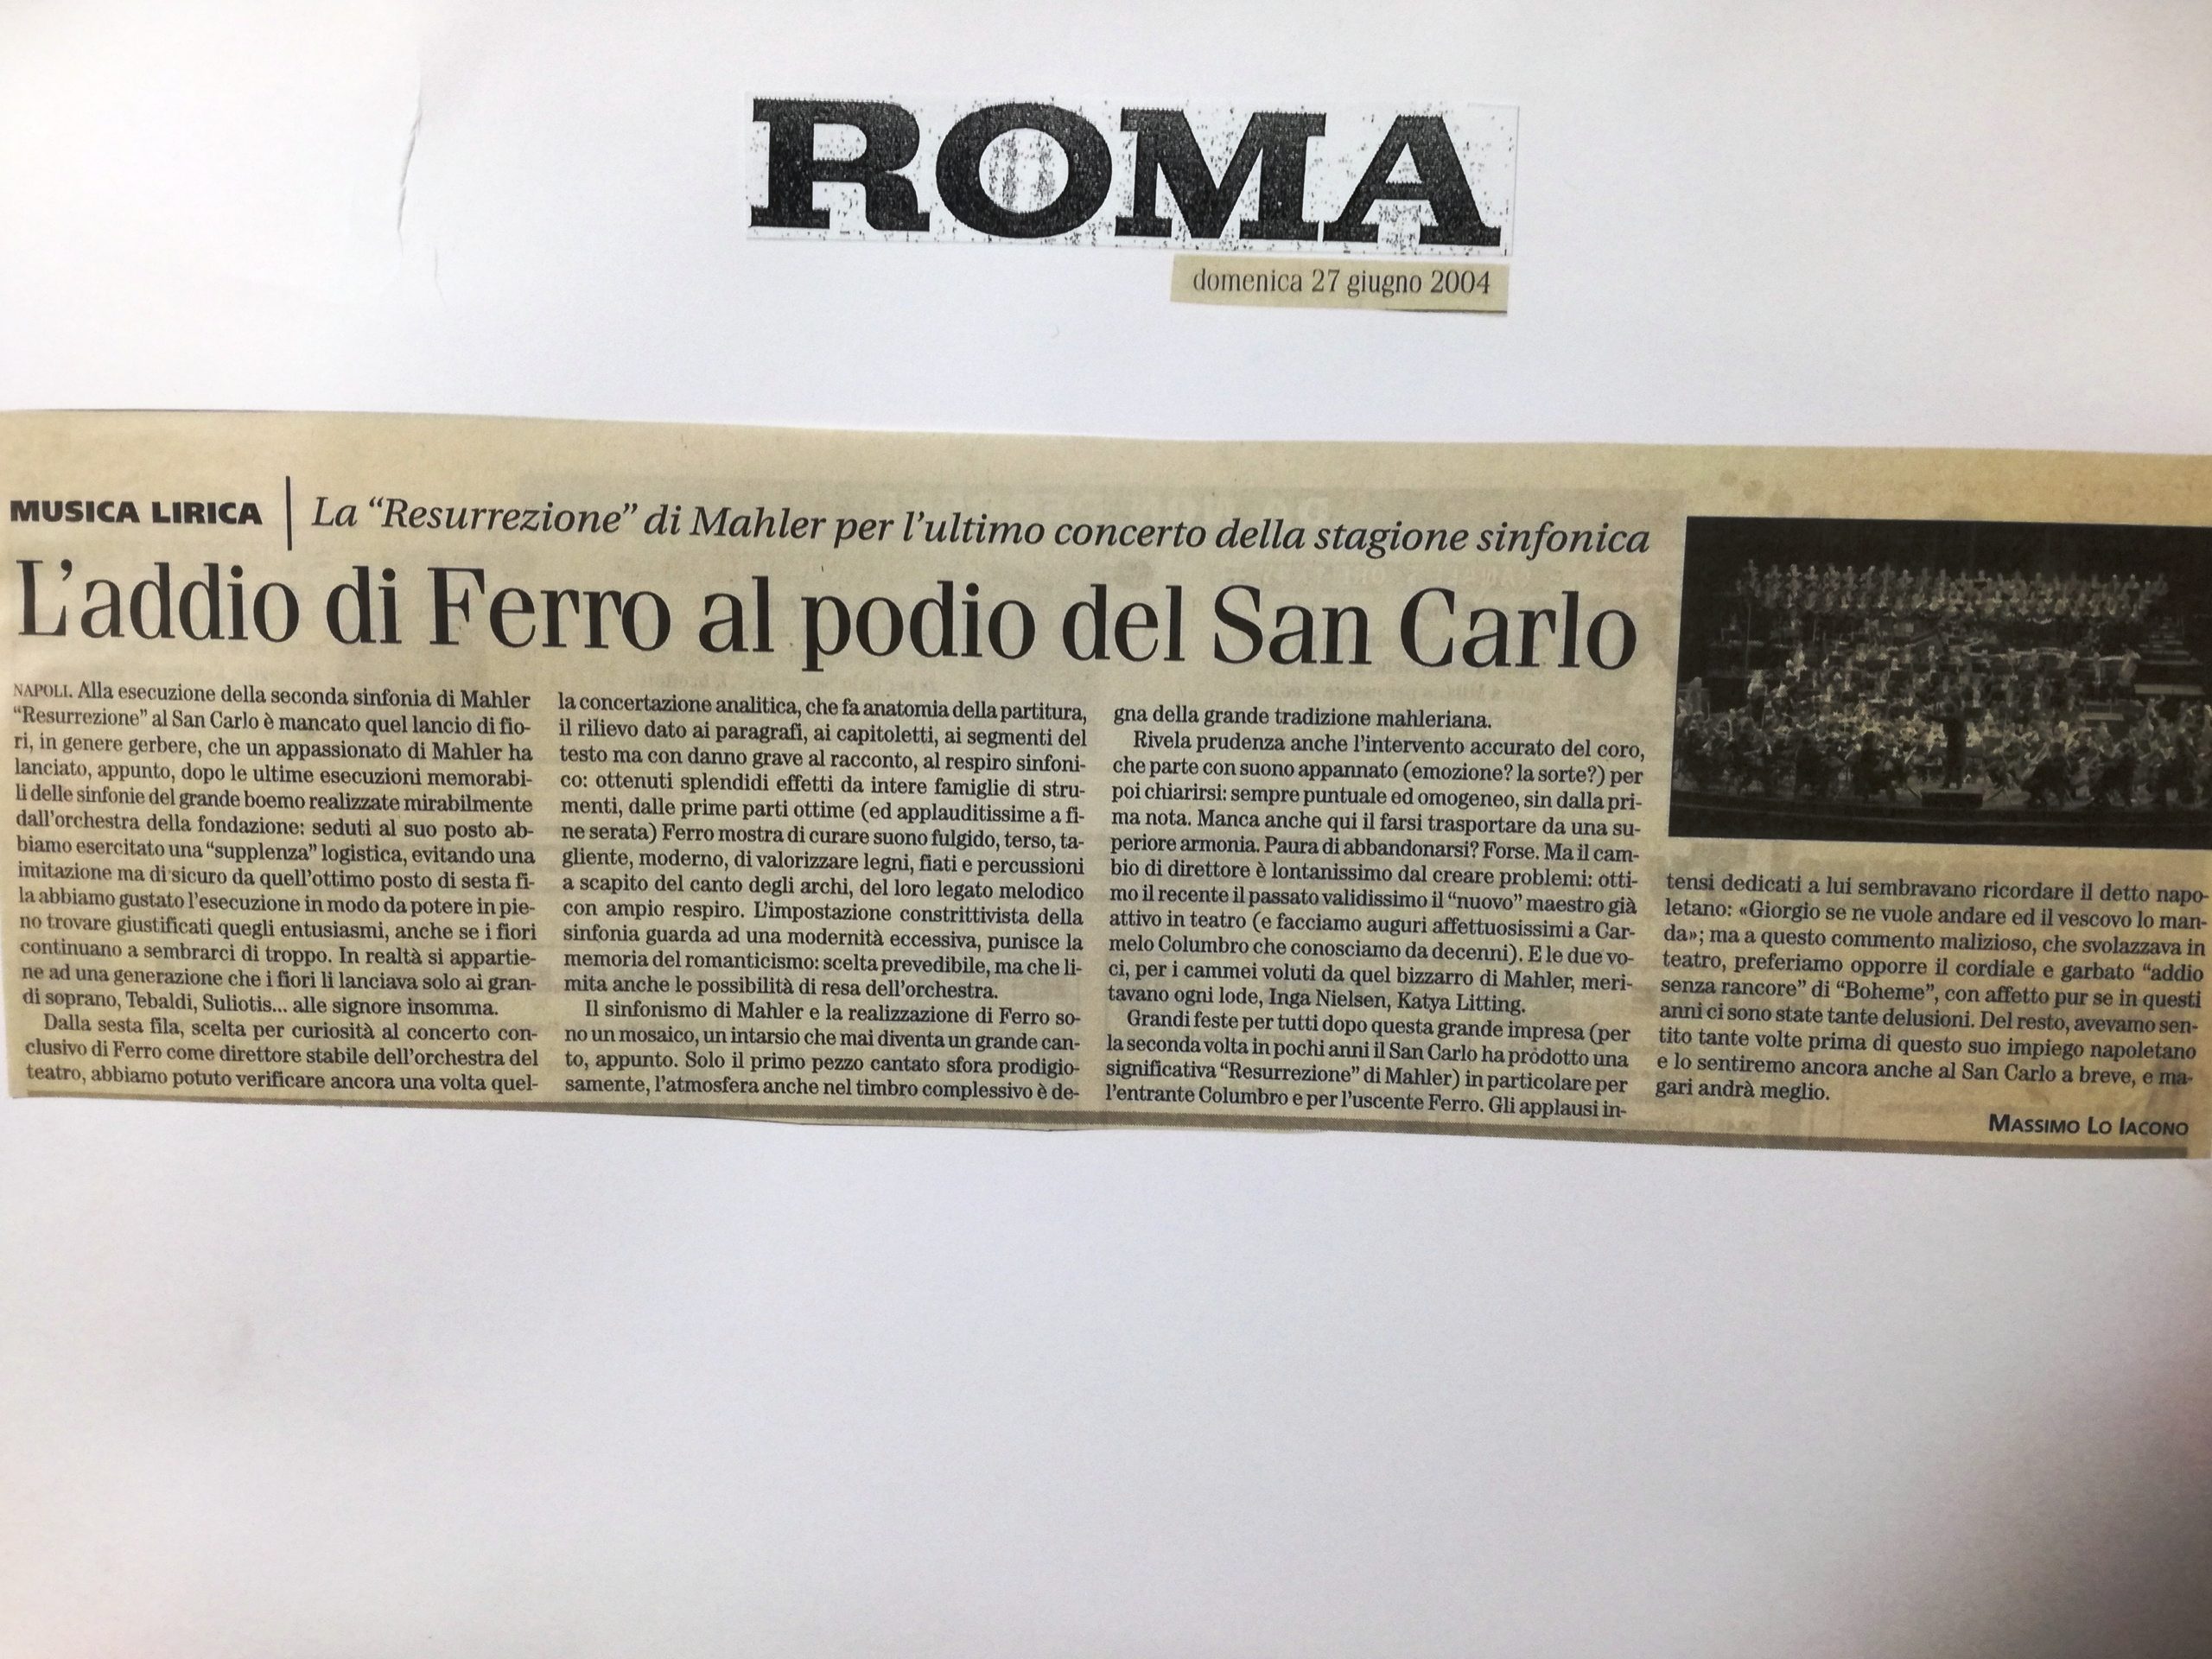 ROMA
domenica 27 giugno 2004
MUSICA LIRICA
La “Resurrezione” di Mahler per l’ultimo concerto della stagione sinfonica
L’addio di Ferro al podio del San Carlo
NAPOLI. Alla esecuzione della seconda sinfonia di Mahler
“Resurrezione” al San Carlo è mancato quel lancio di fio-
ri, in genere gerbere, che un appassionato di Mahler ha
lanciato, appunto, dopo le ultime esecuzioni memorabi-
li delle sinfonie del grande boemo realizzate mirabilmente
dall’orchestra della fondazione: seduti al suo posto ab-
biamo esercitato una “supplenza” logistica, evitando una
imitazione ma di sicuro da quell’ottimo posto di sesta fi-
la abbiamo gustato l’esecuzione in modo da potere in pie-
no trovare giustificati quegli entusiasmi, anche se i fiori
continuano a sembrarci di troppo. In realtà si appartie-
ne ad una generazione che i fiori li lanciava solo ai gran-
di soprano, Tebaldi, Suliotis... alle signore insomma.
Dalla sesta fila, scelta per curiosità al concerto con-
clusivo di Ferro come direttore stabile dell’orchestra del
teatro, abbiamo potuto verificare ancora una volta quel-
la concertazione analitica, che fa anatomia della partitura,
il rilievo dato ai paragrafi, ai capitoletti, ai segmenti del
testo ma con danno grave al racconto, al respiro sinfoni-
co: ottenuti splendidi effetti da intere famiglie di stru-
menti, dalle prime parti ottime (ed applauditissime a fi-
ne serata) Ferro mostra di curare suono fulgido, terso, ta-
gliente, moderno, di valorizzare legni, fiati e percussioni
a scapito del canto degli archi, del loro legato melodico
con ampio respiro. L’impostazione constrittivista della
sinfonia guarda ad una modernità eccessiva, punisce la
memoria del romanticismo: scelta prevedibile, ma che li-
mita anche le possibilità di resa dell’orchestra.
Il sinfonismo di Mahler e la realizzazione di Ferro so-
no un mosaico, un intarsio che mai diventa un grande can-
to, appunto. Solo il primo pezzo cantato sfora prodigio-
samente, l’atmosfera anche nel timbro complessivo è de-
gna della grande tradizione mahleriana.
Rivela prudenza anche l’intervento accurato del coro,
che parte con suono appannato (emozione? la sorte?) per
poi chiarirsi: sempre puntuale ed omogeneo, sin dalla pri-
ma nota. Manca anche qui il farsi trasportare da una su-
periore armonia. Paura di abbandonarsi? Forse. Ma il cam-
bio di direttore è lontanissimo dal creare problemi: otti-
mo il recente il passato validissimo il “nuovo” maestro già
attivo in teatro (e facciamo auguri affettuosissimi a Car-
melo Columbro che conosciamo da decenni). E le due vo-
ci, per i cammei voluti da quel bizzarro di Mahler, meri-
tavano ogni lode, Inga Nielsen, Katya Litting.
Grandi feste per tutti dopo questa grande impresa (per
la seconda volta in pochi anni il San Carlo ha prodotto una
significativa “Resurrezione” di Mahler) in particolare per
l’entrante Columbro e per l’uscente Ferro. Gli applausi in-
tensi dedicati a lui sembravano ricordare il detto napo-
letano: «Giorgio se ne vuole andare ed il vescovo lo man-
da»; ma a questo commento malizioso, che svolazzava in
teatro, preferiamo opporre il cordiale e garbato “addio
senza rancore” di “Boheme”, con affetto pur se in questi
anni ci sono state tante delusioni. Del resto, avevamo sen-
tito tante volte prima di questo suo impiego napoletano
e lo sentiremo ancora anche al San Carlo a breve, e ma-
gari andrà meglio.
MASSIMO LO IACONO